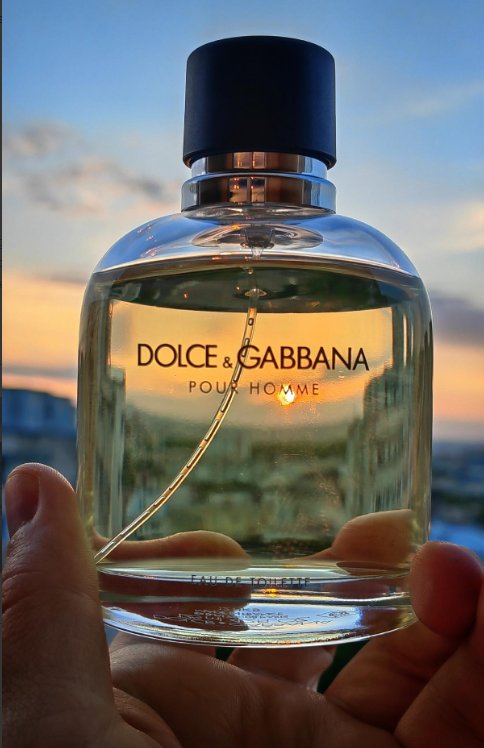 DOLCE & GABBANA
POUR HOMME
EAU DE TOILETTE